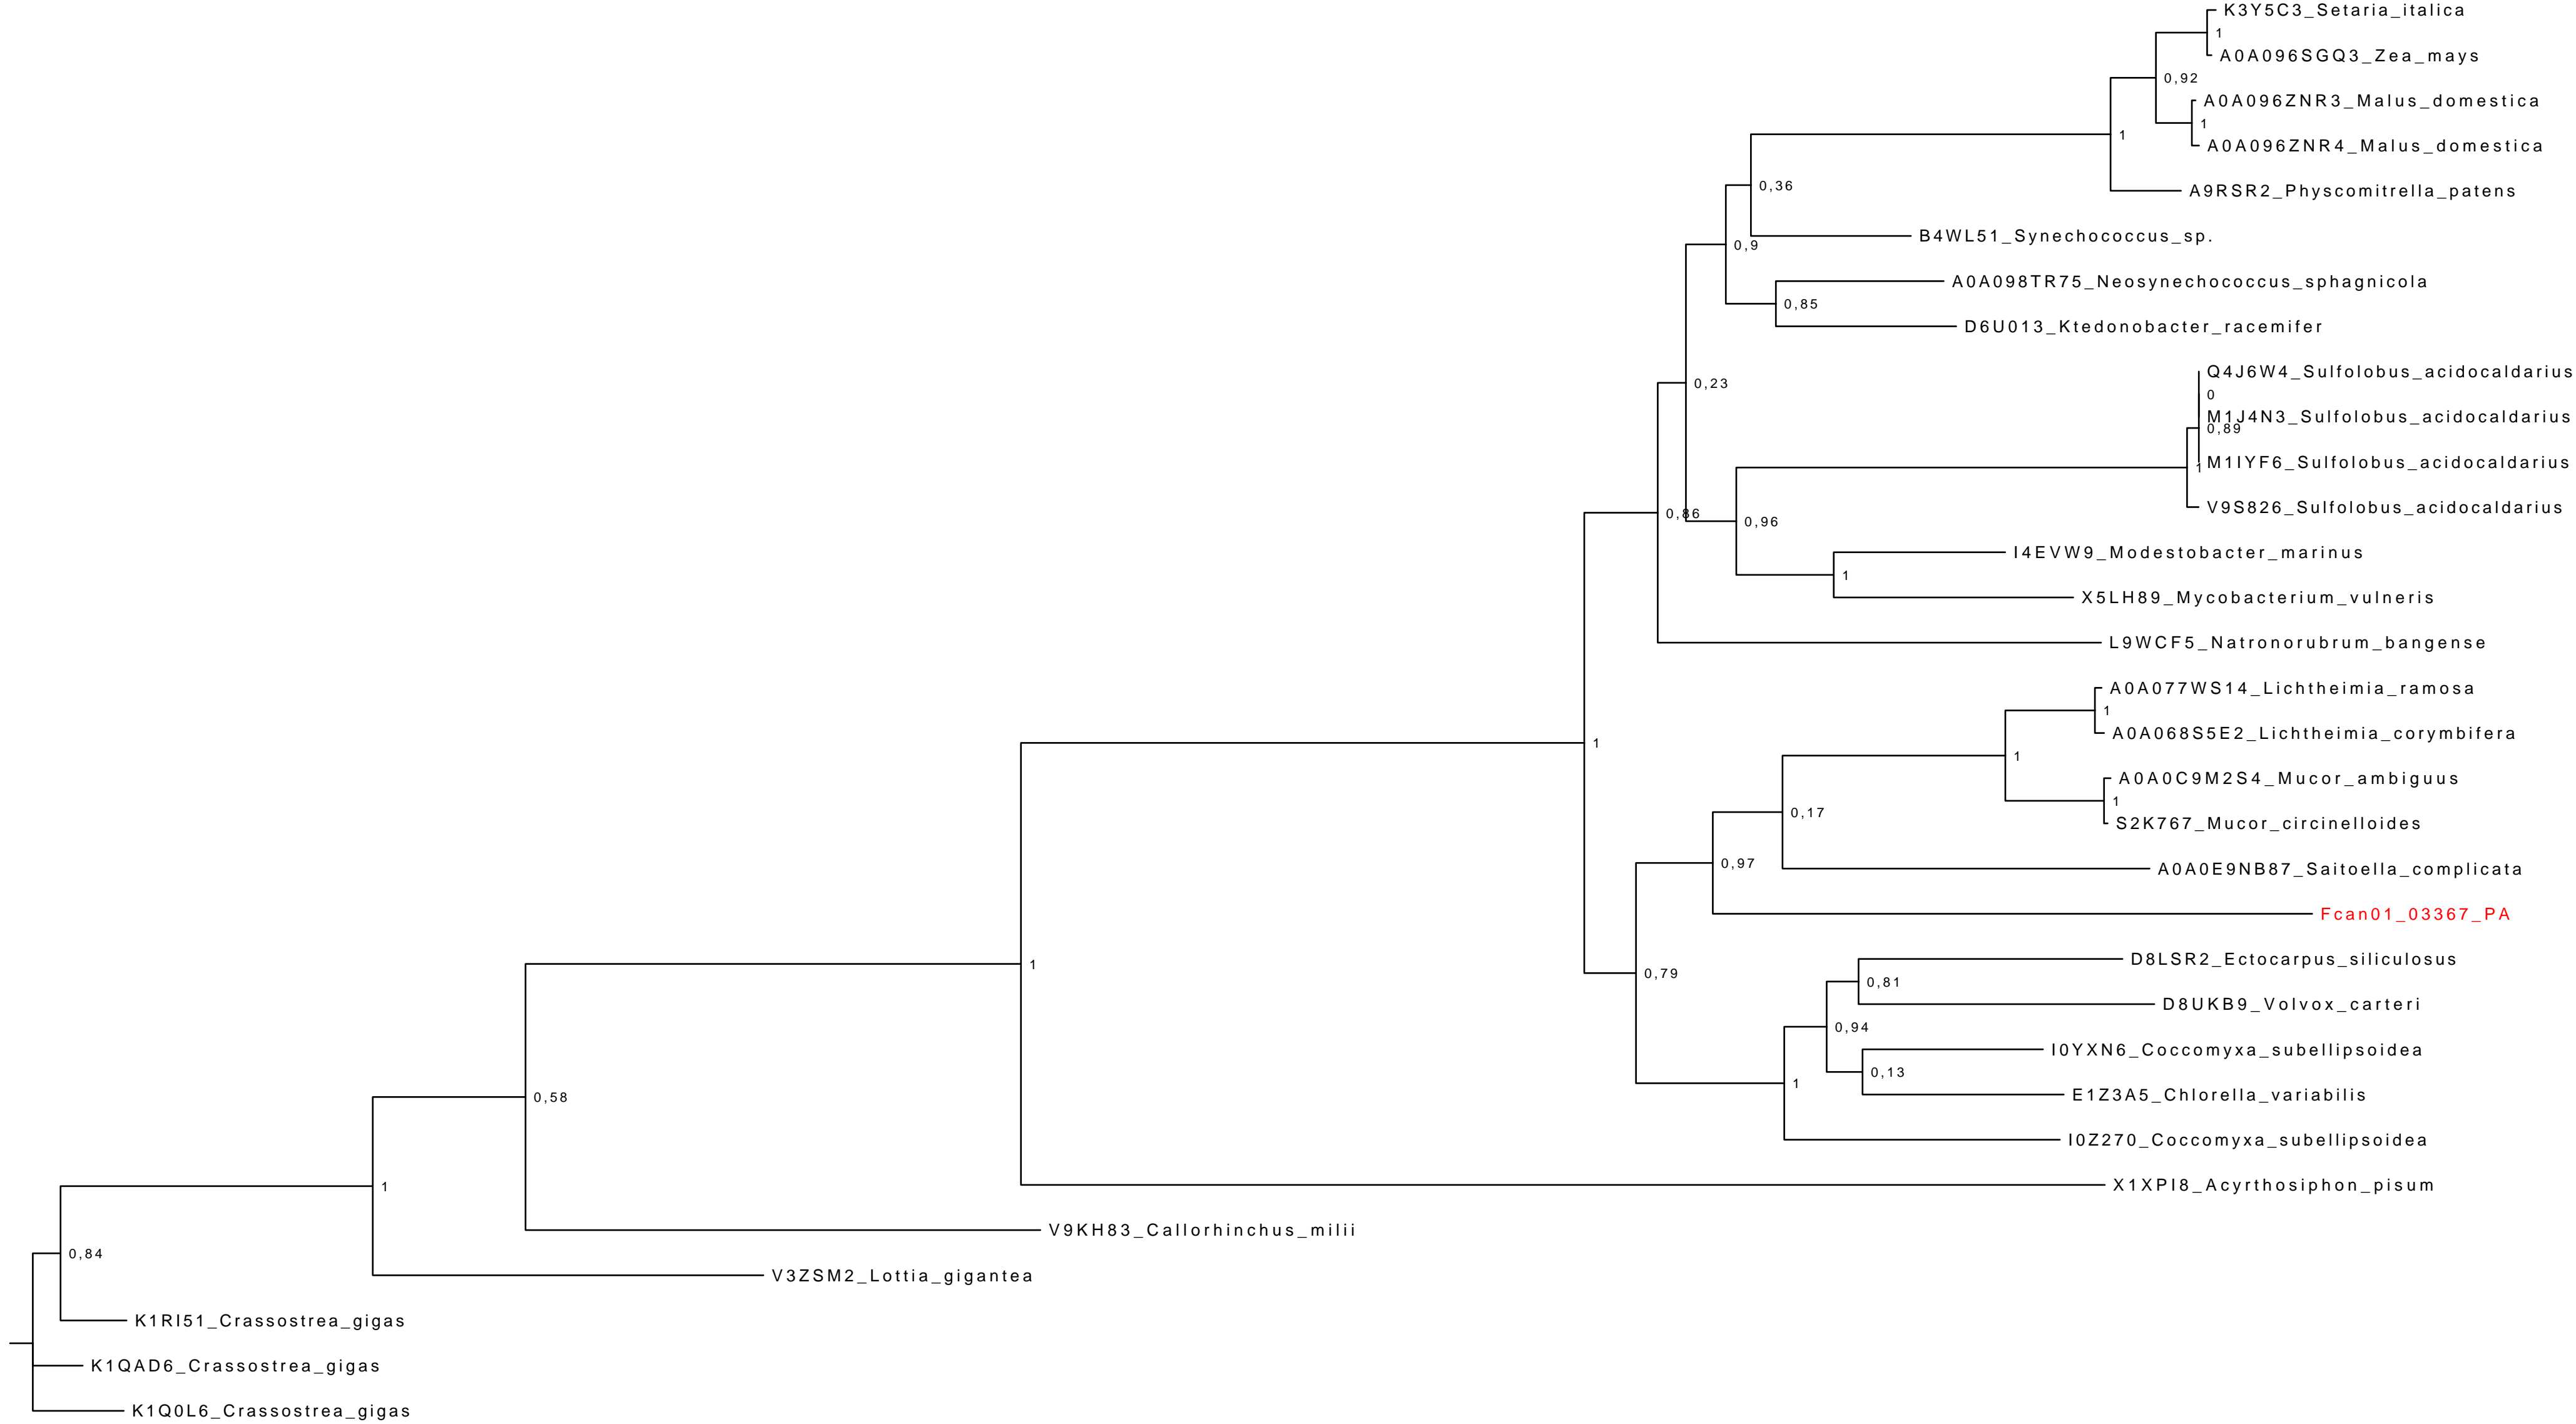 K3Y5C3_Setaria_italica
1
A0A096SGQ3_Zea_mays
0,92
A0A096ZNR3_Malus_domestica
1
1
A0A096ZNR4_Malus_domestica
0,36
A9RSR2_Physcomitrella_patens
B4WL51_Synechococcus_sp.
0,9
A0A098TR75_Neosynechococcus_sphagnicola
0,85
D6U013_Ktedonobacter_racemifer
Q4J6W4_Sulfolobus_acidocaldarius
0,23
0
M1J4N3_Sulfolobus_acidocaldarius
0,89
M1IYF6_Sulfolobus_acidocaldarius
1
V9S826_Sulfolobus_acidocaldarius
0,86
0,96
I4EVW9_Modestobacter_marinus
1
X5LH89_Mycobacterium_vulneris
L9WCF5_Natronorubrum_bangense
A0A077WS14_Lichtheimia_ramosa
1
A0A068S5E2_Lichtheimia_corymbifera
1
1
A0A0C9M2S4_Mucor_ambiguus
1
0,17
S2K767_Mucor_circinelloides
0,97
A0A0E9NB87_Saitoella_complicata
Fcan01_03367_PA
D8LSR2_Ectocarpus_siliculosus
1
0,79
0,81
D8UKB9_Volvox_carteri
0,94
I0YXN6_Coccomyxa_subellipsoidea
0,13
1
E1Z3A5_Chlorella_variabilis
0,58
I0Z270_Coccomyxa_subellipsoidea
1
X1XPI8_Acyrthosiphon_pisum
V9KH83_Callorhinchus_milii
0,84
V3ZSM2_Lottia_gigantea
K1RI51_Crassostrea_gigas
K1QAD6_Crassostrea_gigas
K1Q0L6_Crassostrea_gigas